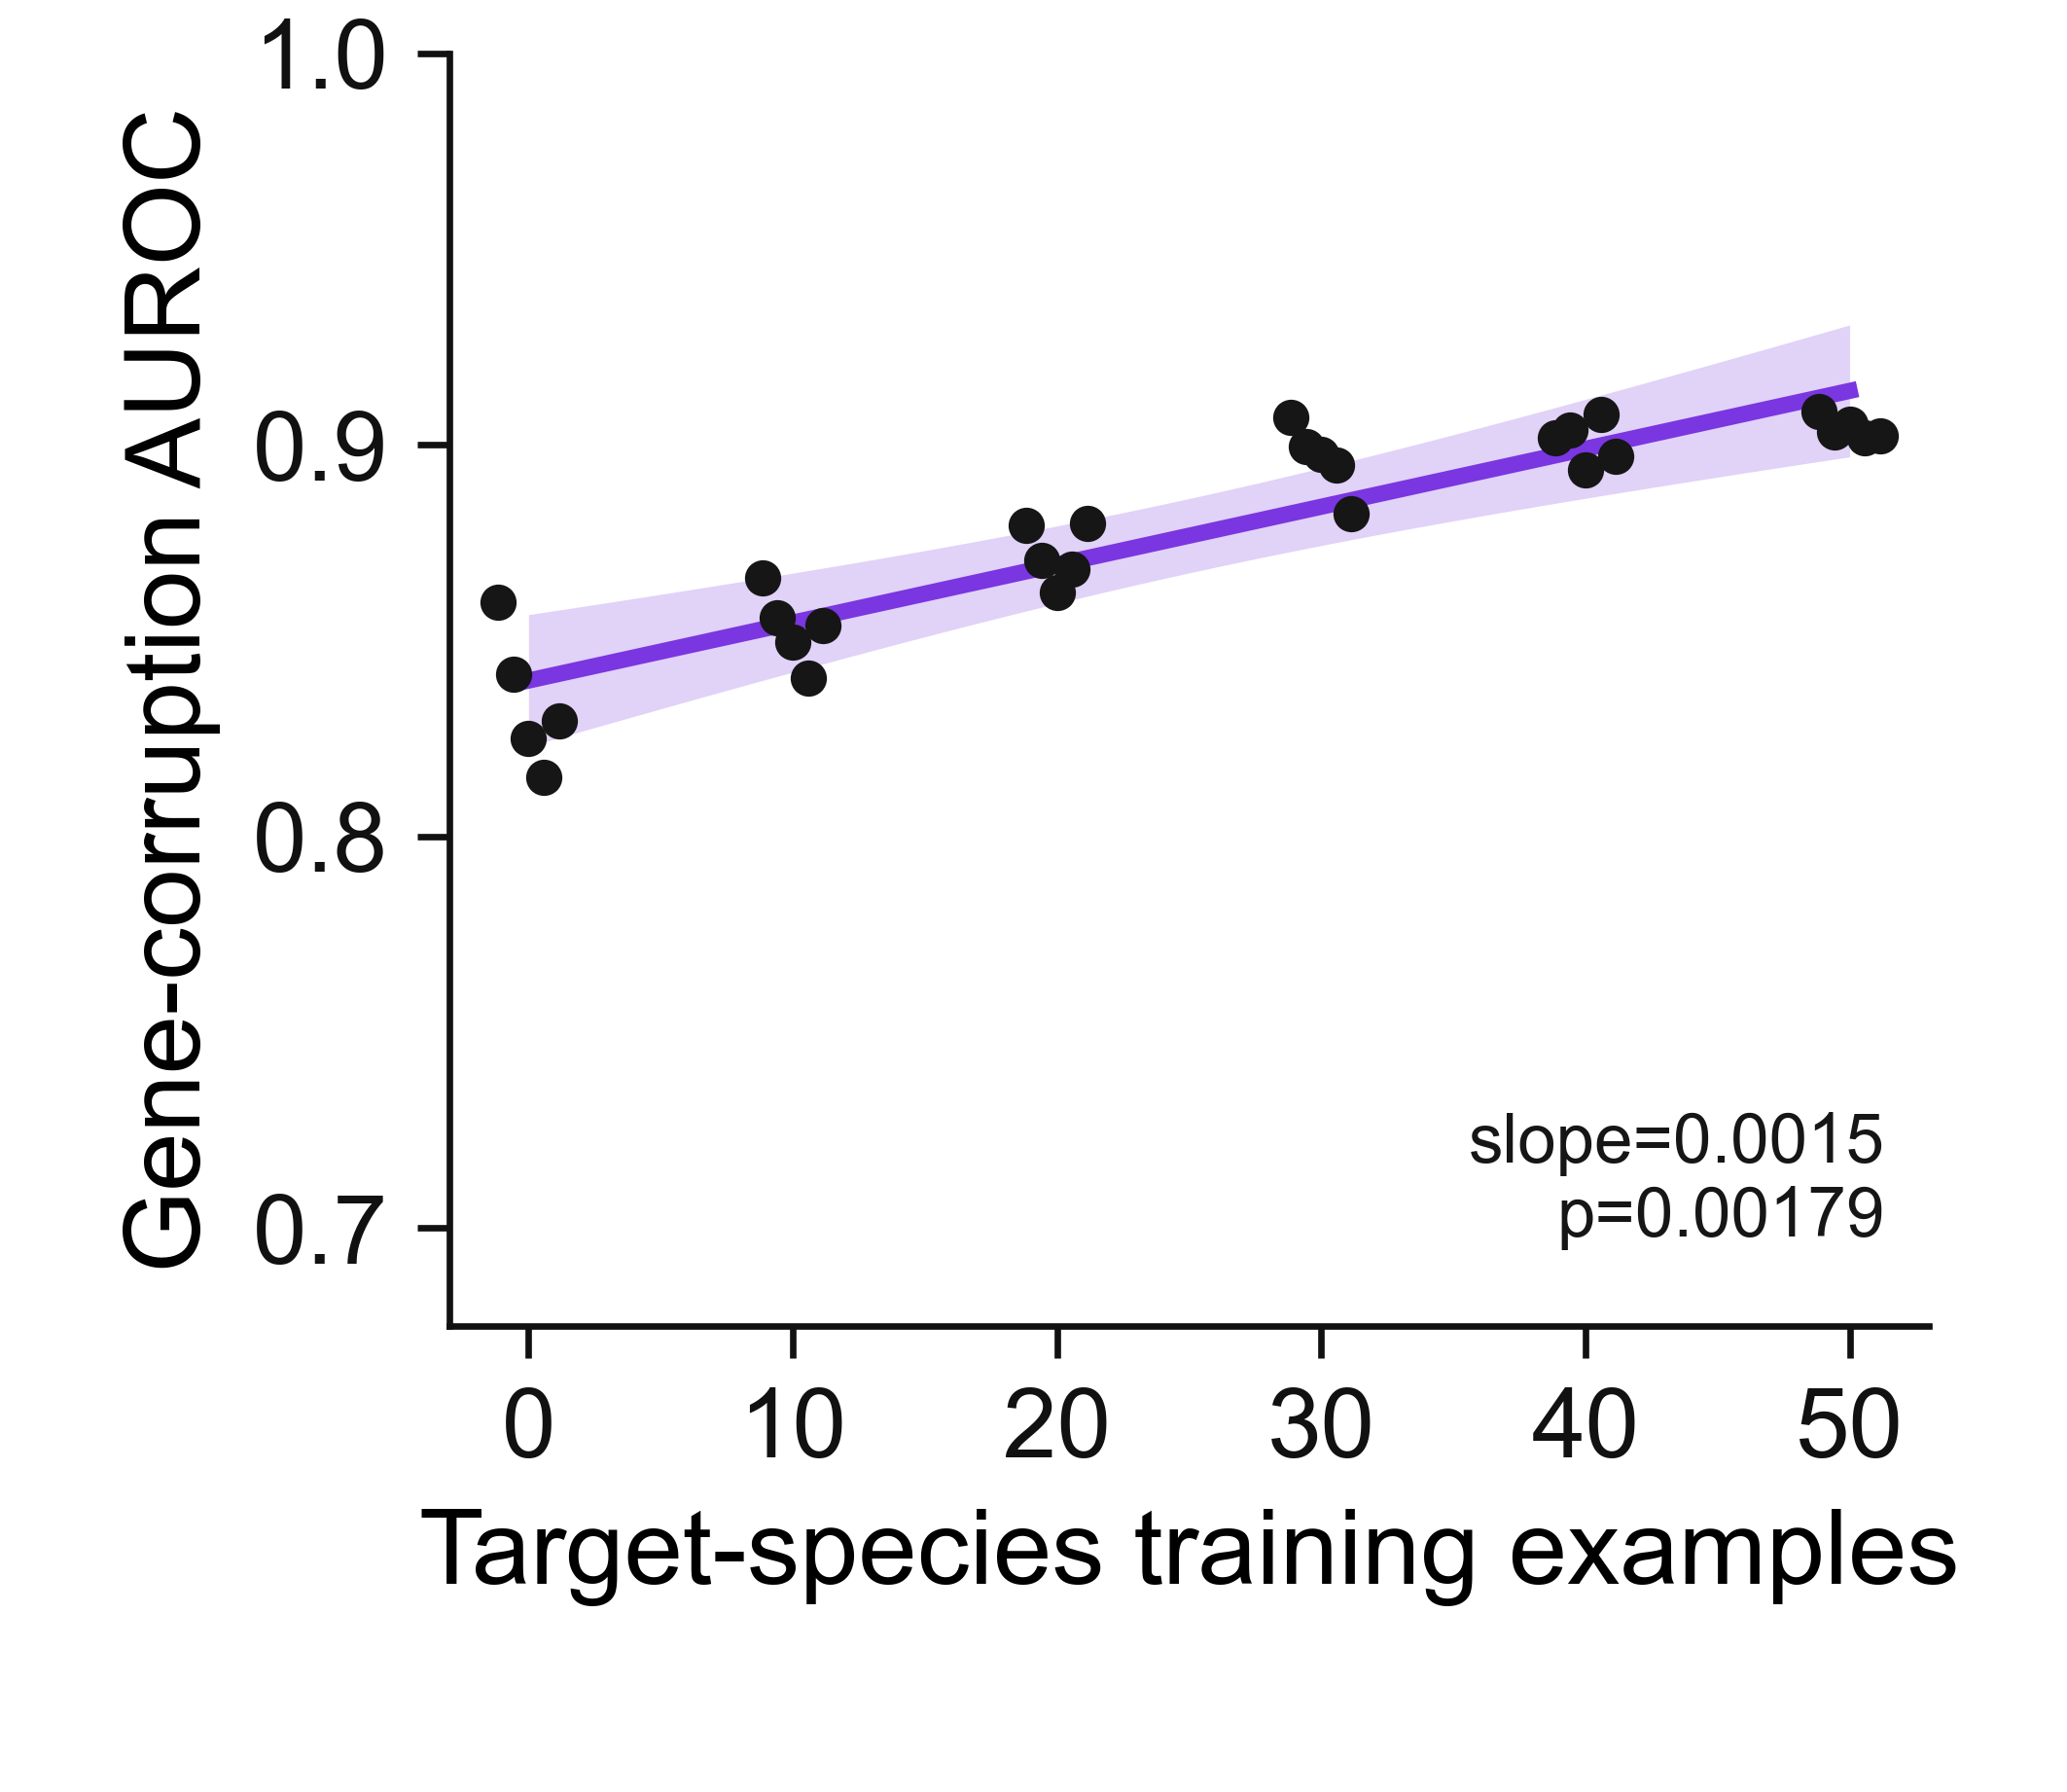 Gene-corruption AUROC
1.0
0.9
0.8
0.7
slope=0.0015
p=0.00179
0 10 20 30 40 50
Target-species training examples